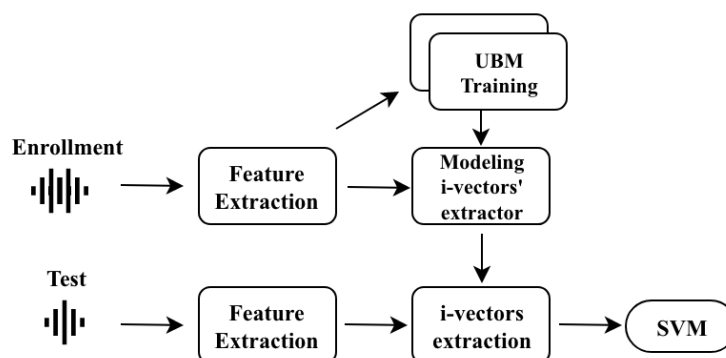 UBM
Training
Enrollment
Feature
Extraction
Modeling
i-vectors'
extractor
Test
Feature
Extraction
i-vectors
extraction
SVM